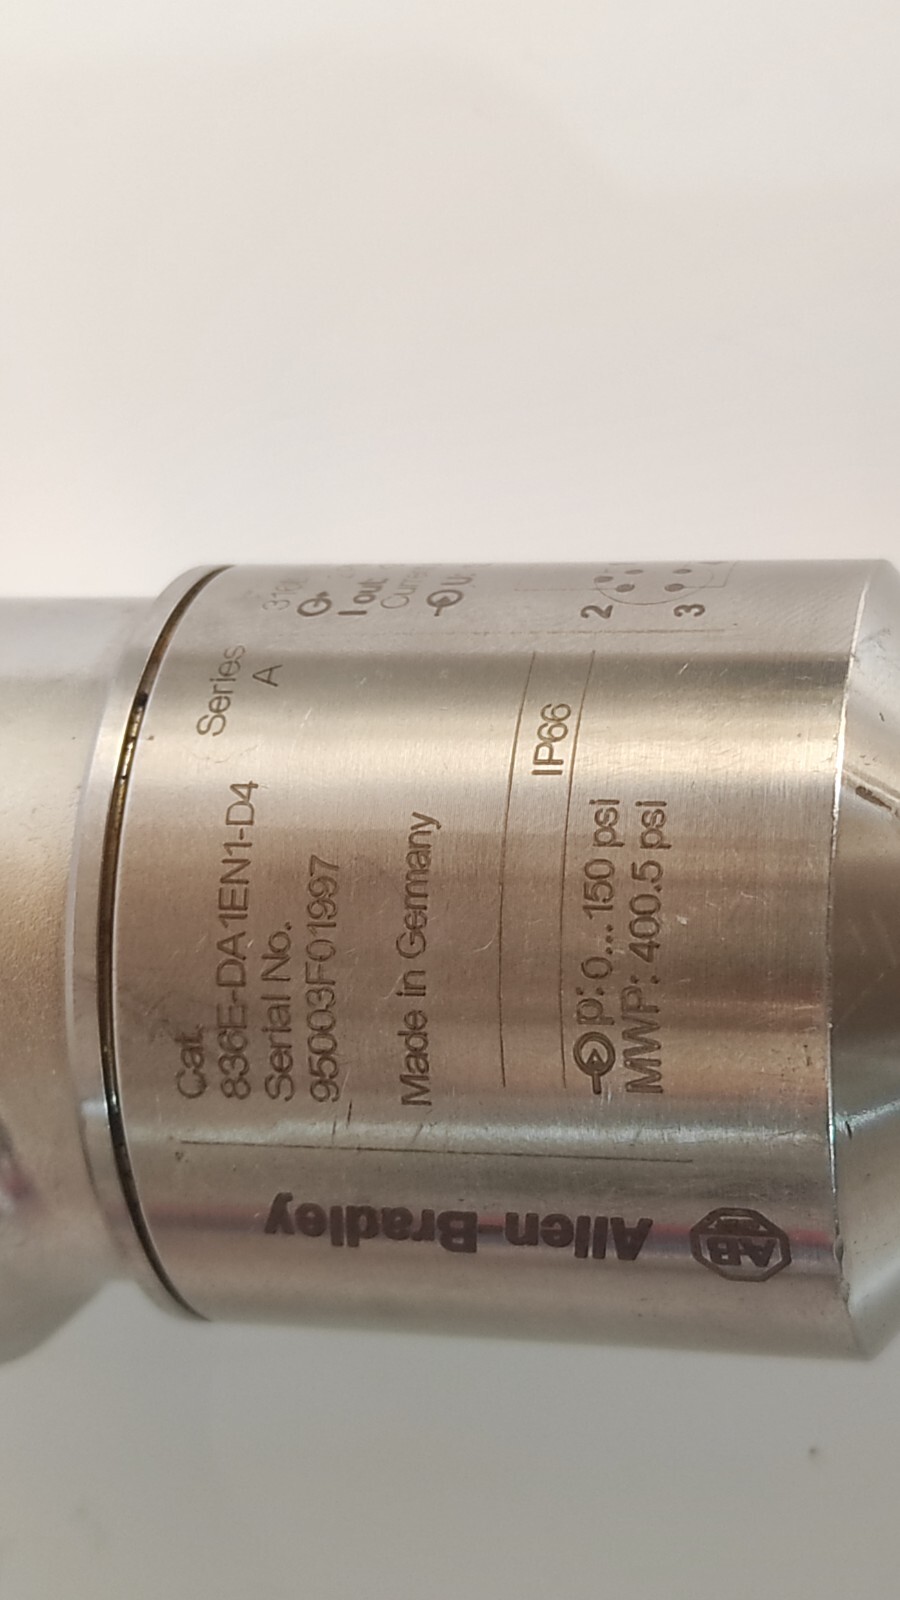 AB
Allen-Bradley
Cat.
836E-DA1EN1-D4
Series
A
Serial No.
95003F01997
Made in Germany
IP66
p: 0...150 psi
MWP: 400.5 psi
I out
2
3